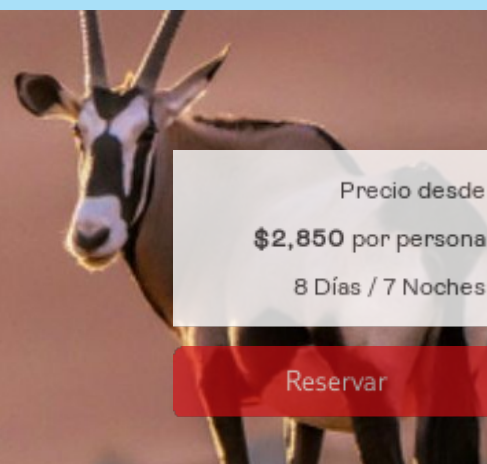 Precio desde
$2,850 por persona
8 Días / 7 Noches
Reservar